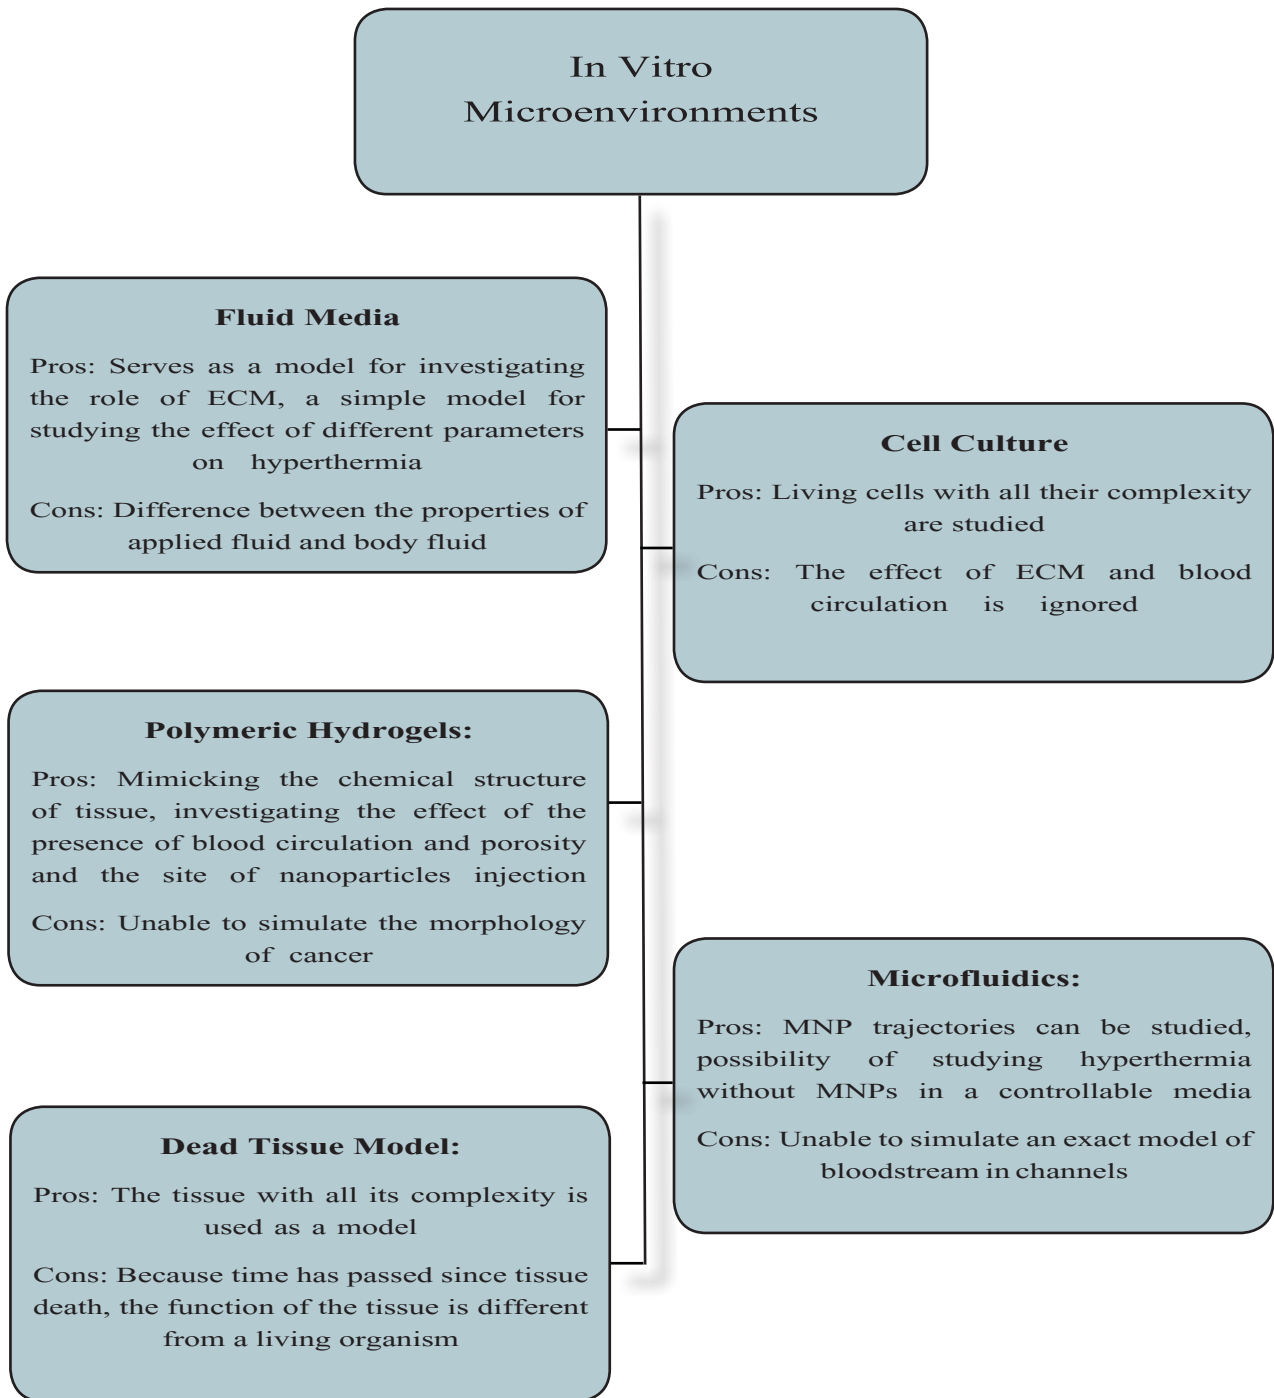 In Vitro
Microenvironments
Fluid Media
Pros: Serves as a model for investigating
the role of ECM, a simple model for
studying the effect of different parameters
on hyperthermia
Cons: Difference between the properties of
applied fluid and body fluid
Cell Culture
Pros: Living cells with all their complexity
are studied
Cons: The effect of ECM and blood
circulation is ignored
Polymeric Hydrogels:
Pros: Mimicking the chemical structure
of tissue, investigating the effect of the
presence of blood circulation and porosity
and the site of nanoparticles injection
Cons: Unable to simulate the morphology
of cancer
Microfluidics:
Pros: MNP trajectories can be studied,
possibility of studying hyperthermia
without MNPs in a controllable media
Cons: Unable to simulate an exact model of
bloodstream in channels
Dead Tissue Model:
Pros: The tissue with all its complexity is
used as a model
Cons: Because time has passed since tissue
death, the function of the tissue is different
from a living organism